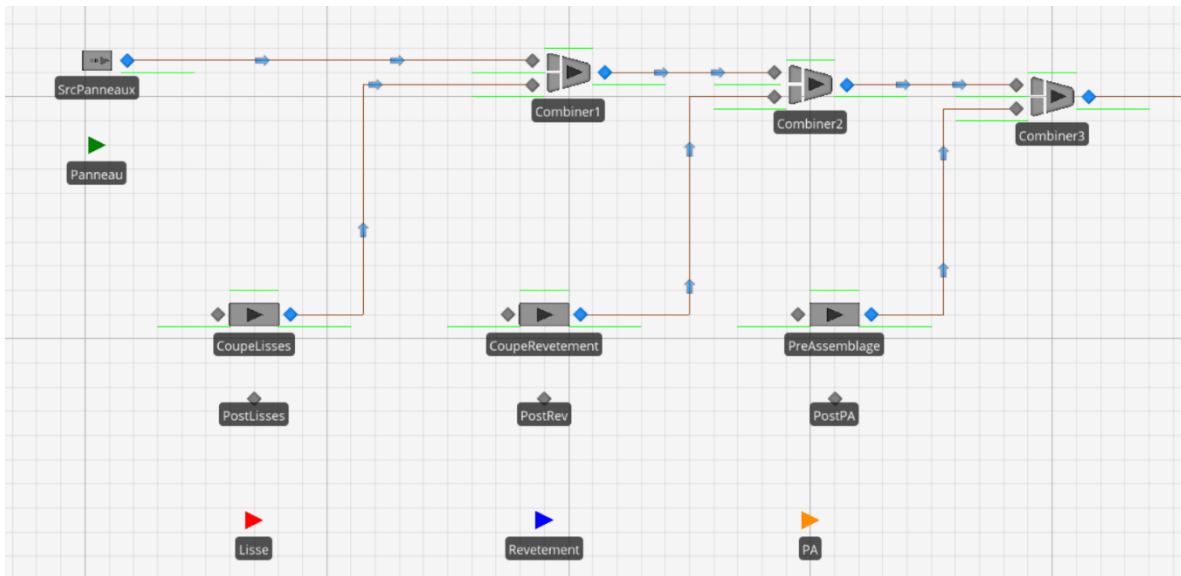 SrcPanneaux
Combiner1
Combiner2
Combiner3
Panneau
CoupeLisses
CoupeRevetement
PreAssemblage
PostLisses
PostRev
PostPA
Lisse
Revetement
PA